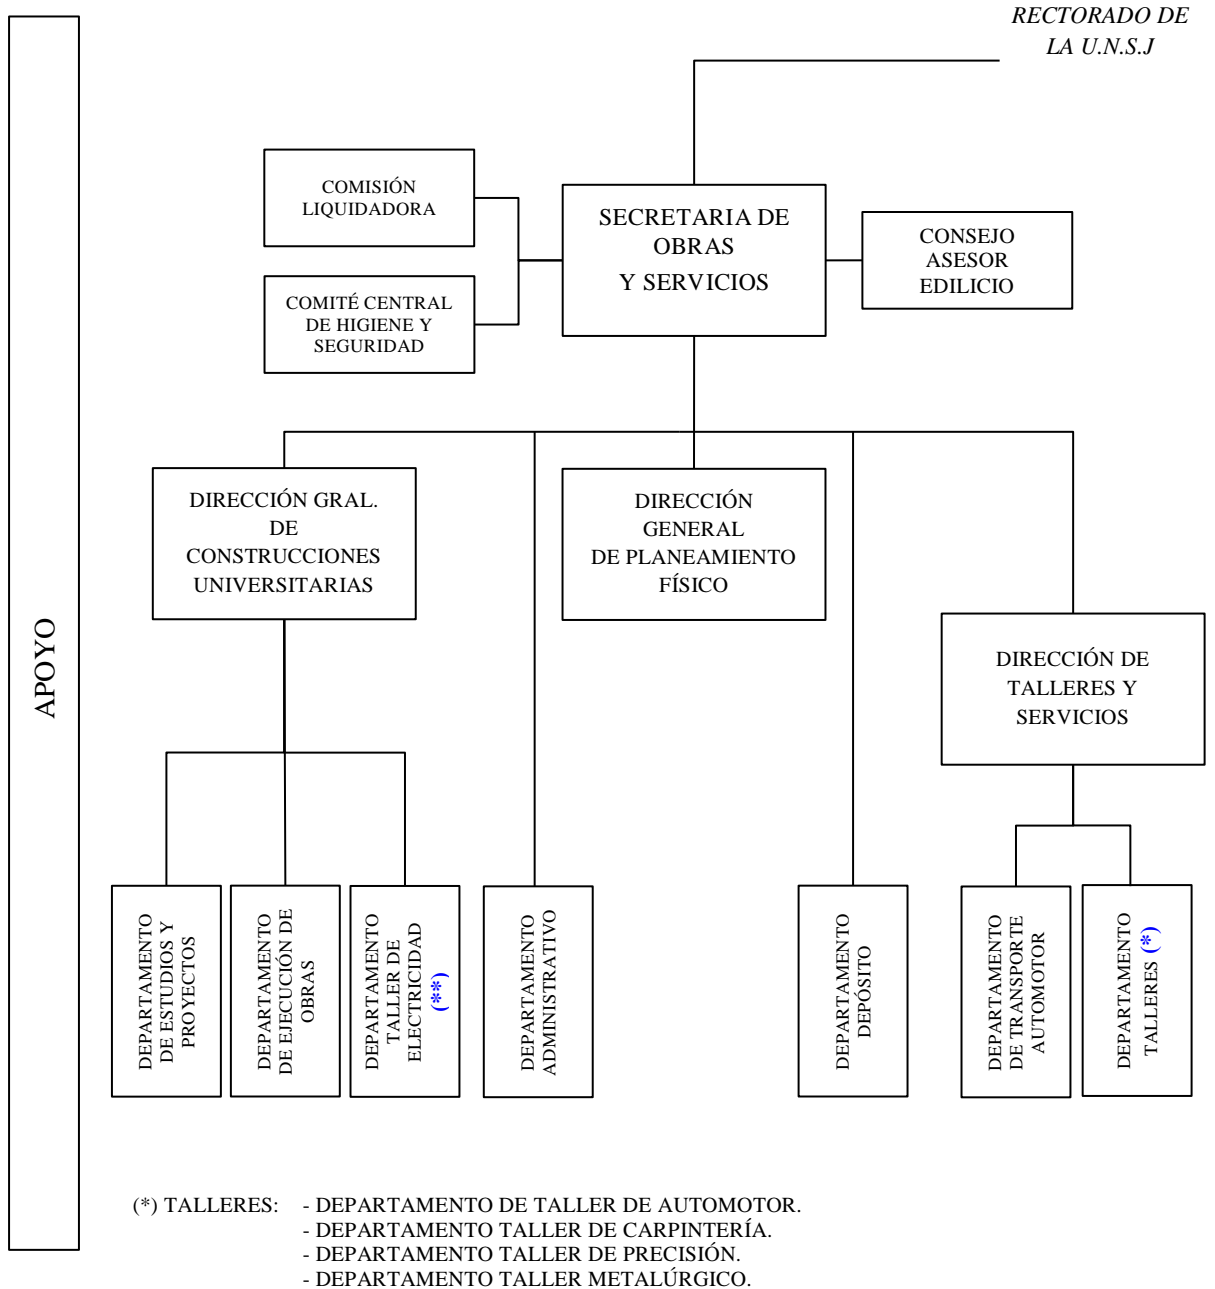 RECTORADO DE
LA U.N.S.J
COMISIÓN
LIQUIDADORA
SECRETARIA DE
OBRAS
Y SERVICIOS
CONSEJO
ASESOR
EDILICIO
COMITÉ CENTRAL
DE HIGIENE Y
SEGURIDAD
DIRECCIÓN GRAL.
DE
CONSTRUCCIONES
UNIVERSITARIAS
DIRECCIÓN
GENERAL
DE PLANEAMIENTO
FÍSICO
DIRECCIÓN DE
TALLERES Y
SERVICIOS
APOYO
DEPARTAMENTO
DE ESTUDIOS Y
PROYECTOS
DEPARTAMENTO
DE EJECUCIÓN DE
OBRAS
DEPARTAMENTO
TALLER DE
ELECTRICIDAD
(**)
DEPARTAMENTO
ADMINISTRATIVO
DEPARTAMENTO
DEPÓSITO
DEPARTAMENTO
DE TRANSPORTE
AUTOMOTOR
DEPARTAMENTO
TALLERES (*)
(*) TALLERES: - DEPARTAMENTO DE TALLER DE AUTOMOTOR.
- DEPARTAMENTO TALLER DE CARPINTERÍA.
- DEPARTAMENTO TALLER DE PRECISIÓN.
- DEPARTAMENTO TALLER METALÚRGICO.